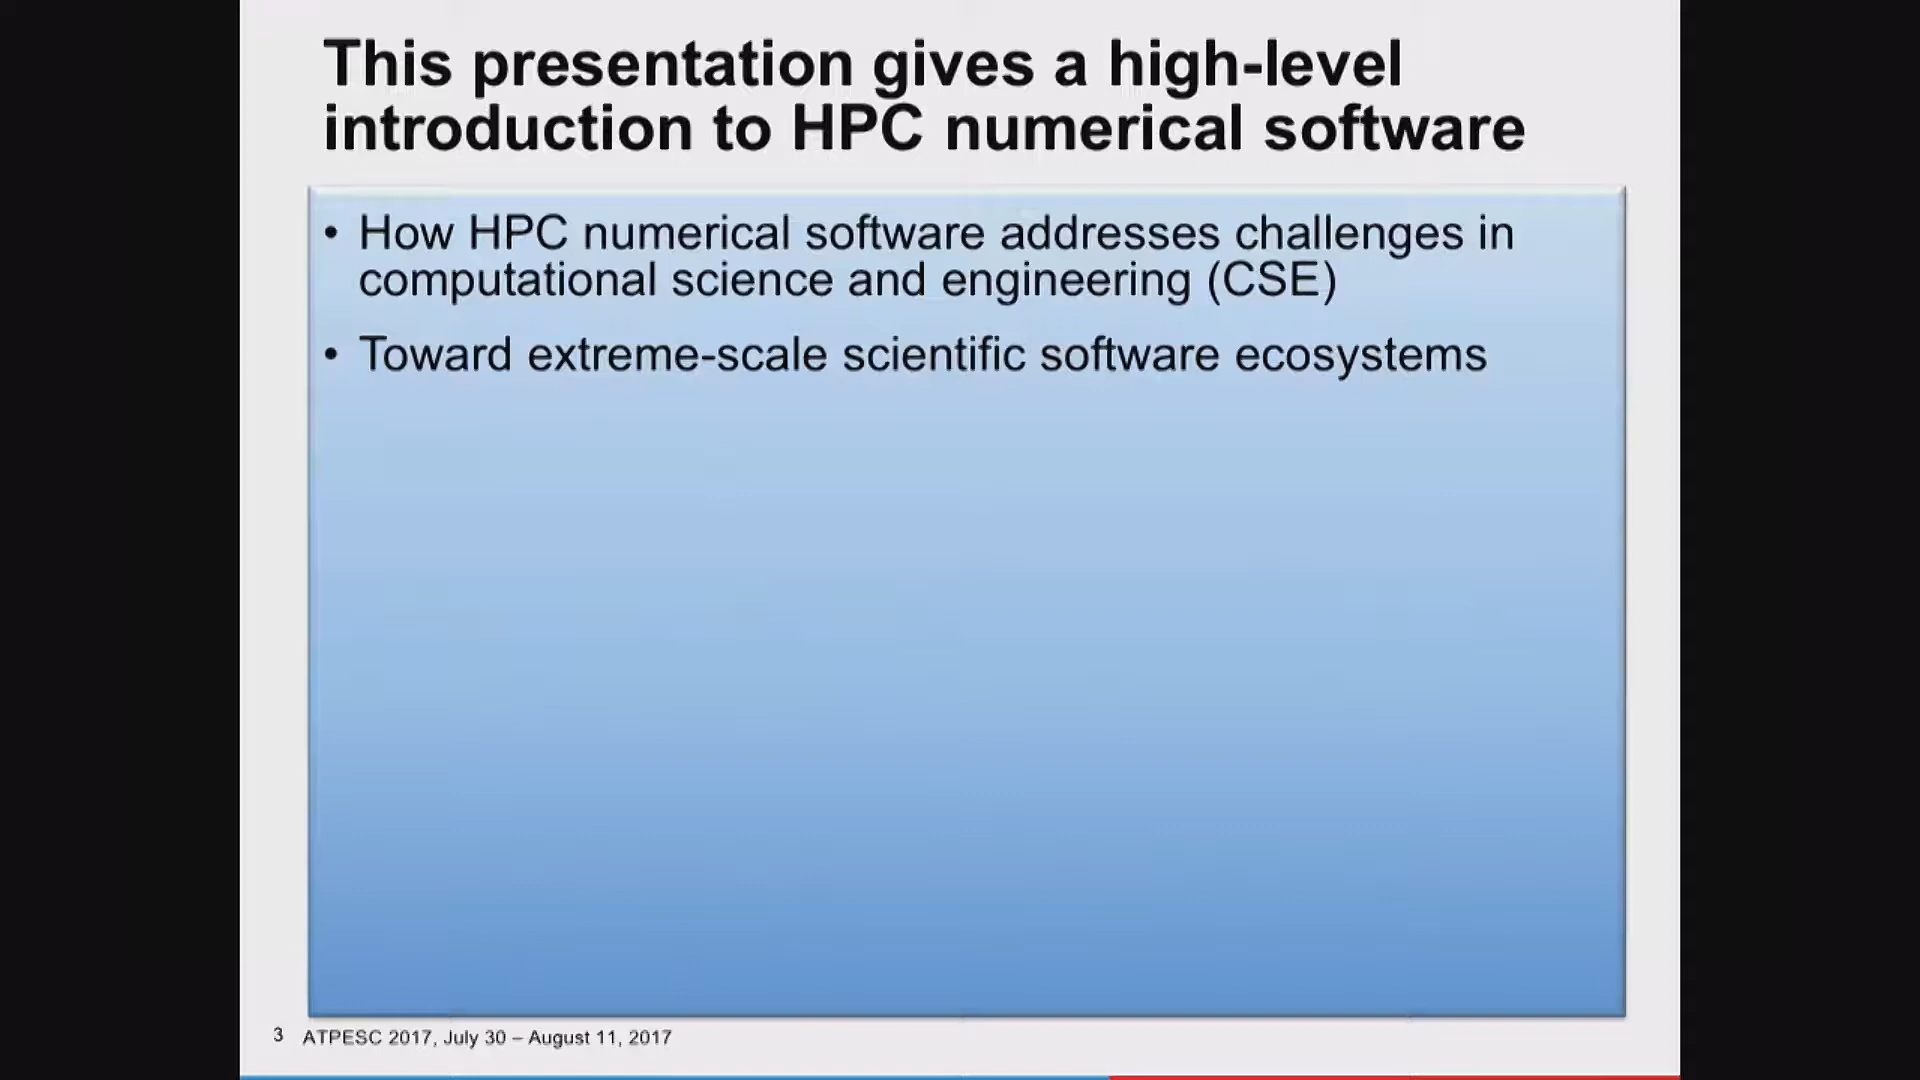 This presentation gives a high-level
introduction to HPC numerical software
• How HPC numerical software addresses challenges in
computational science and engineering (CSE)
• Toward extreme-scale scientific software ecosystems
3 ATPESC 2017, July 30 – August 11, 2017